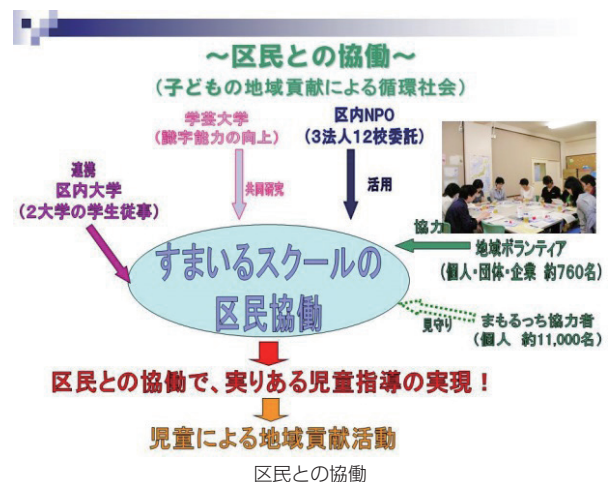 ～区民との協働～
(子どもの地域貢献による循環社会)
学芸大学
(識字能力の向上)
区内NPO
(3法人12校委託)
連携
区内大学
(2大学の学生従事)
共同研究
活用
協力
地域ボランティア
(個人・団体・企業 約760名)
すまいるスクールの
区民協働
見守り
まもるっち協力者
(個人 約11,000名)
区民との協働で、実りある児童指導の実現！
児童による地域貢献活動
区民との協働